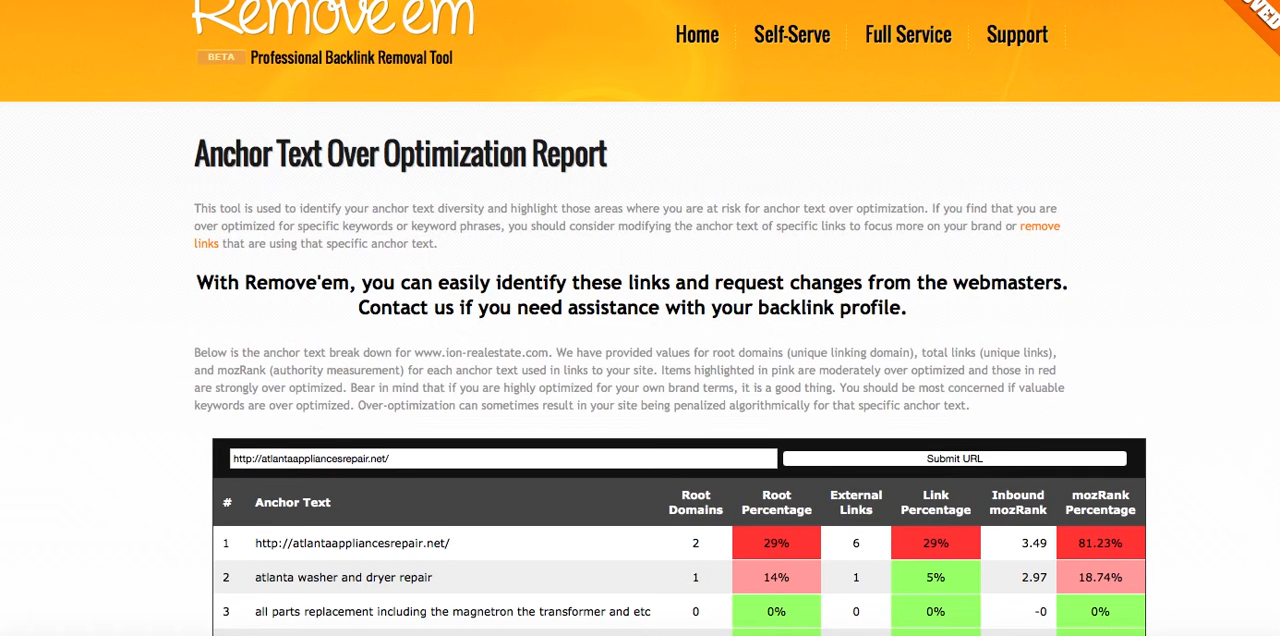 Remove'em
BETA Professional Backlink Removal Tool
Home Self-Serve Full Service Support
Anchor Text Over Optimization Report
This tool is used to identify your anchor text diversity and highlight those areas where you are at risk for anchor text over optimization. If you find that you are
over optimized for specific keywords or keyword phrases, you should consider modifying the anchor text of specific links to focus more on your brand or remove
links that are using that specific anchor text.
With Remove'em, you can easily identify these links and request changes from the webmasters.
Contact us if you need assistance with your backlink profile.
Below is the anchor text break down for www.ion-realestate.com. We have provided values for root domains (unique linking domain), total links (unique links),
and mozRank (authority measurement) for each anchor text used in links to your site. Items highlighted in pink are moderately over optimized and those in red
are strongly over optimized. Bear in mind that if you are highly optimized for your own brand terms, it is a good thing. You should be most concerned if valuable
keywords are over optimized. Over-optimization can sometimes result in your site being penalized algorithmically for that specific anchor text.
http://atlantaappliancesrepair.net/ Submit URL
# Anchor Text Root Domains Root Percentage External Links Link Percentage Inbound mozRank mozRank Percentage
1 http://atlantaappliancesrepair.net/ 2 29% 6 29% 3.49 81.23%
2 atlanta washer and dryer repair 1 14% 1 5% 2.97 18.74%
3 all parts replacement including the magnetron the transformer and etc 0 0% 0 0% -0 0%